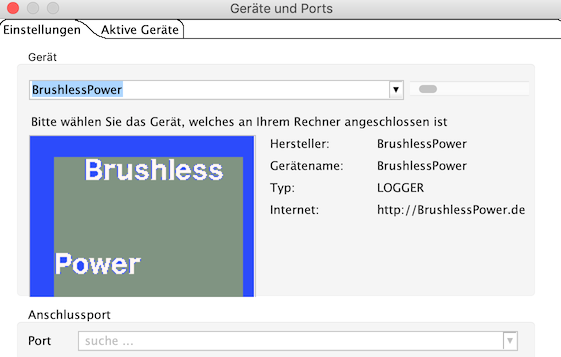 Geräte und Ports
Einstellungen Aktive Geräte
Gerät
BrushlessPower
Bitte wählen Sie das Gerät, welches an Ihrem Rechner angeschlossen ist
Brushless
Power
Hersteller: BrushlessPower
Gerätename: BrushlessPower
Typ: LOGGER
Internet: http://BrushlessPower.de
Anschlussport
Port suche ...